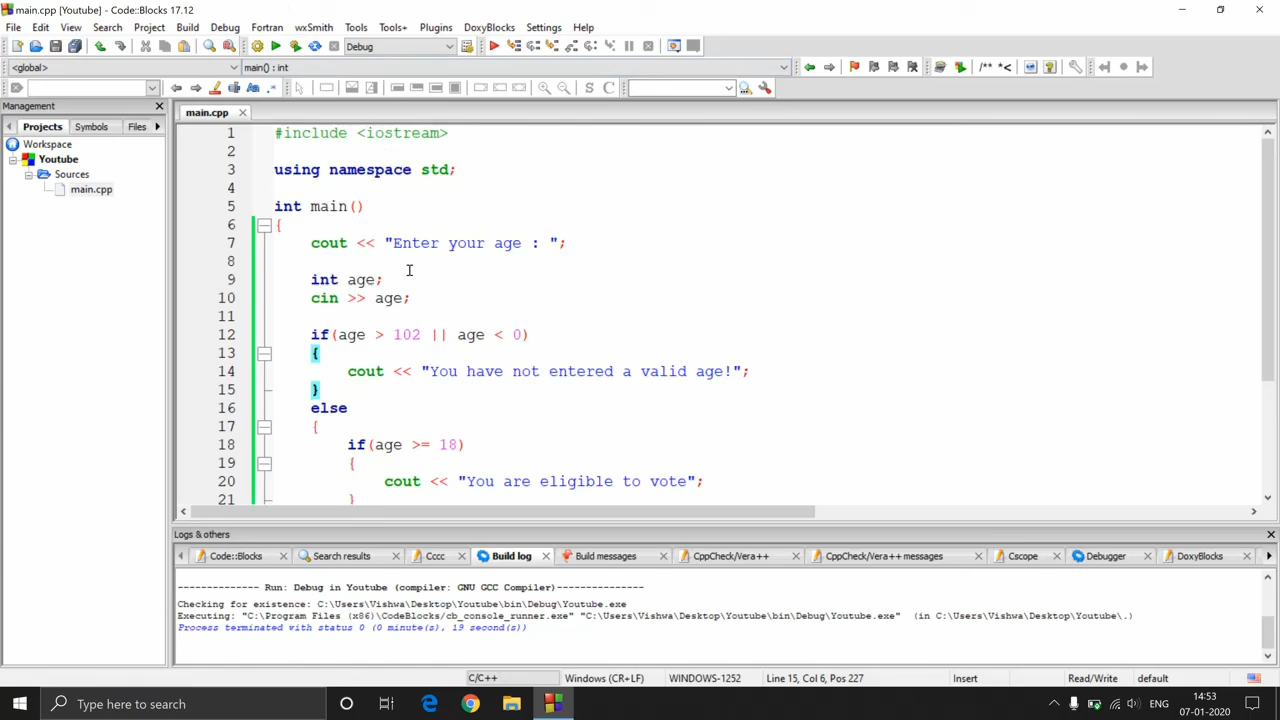 main.cpp [Youtube] - Code::Blocks 17.12
File Edit View Search Project Build Debug Fortran wxSmith Tools Tools+ Plugins DoxyBlocks Settings Help
Debug
<global> main() : int
Management
Projects Symbols Files
Workspace
Youtube
Sources
main.cpp
main.cpp
1 #include <iostream>
2
3 using namespace std;
4
5 int main()
6 {
7 cout << "Enter your age : ";
8
9 int age;
10 cin >> age;
11
12 if(age > 102 || age < 0)
13 {
14 cout << "You have not entered a valid age!";
15 }
16 else
17 {
18 if(age >= 18)
19 {
20 cout << "You are eligible to vote";
21 }
Logs & others
Code::Blocks Search results Cccc Build log Build messages CppCheck/Vera++ CppCheck/Vera++ messages Cscope Debugger DoxyBlocks
-------------- Run: Debug in Youtube (compiler: GNU GCC Compiler)---------------
Checking for existence: C:\Users\Vishwa\Desktop\Youtube\bin\Debug\Youtube.exe
Executing: "C:\Program Files (x86)\CodeBlocks/cb_console_runner.exe" "C:\Users\Vishwa\Desktop\Youtube\bin\Debug\Youtube.exe"  (in C:\Users\Vishwa\Desktop\Youtube\.)
Process terminated with status 0 (0 minute(s), 19 second(s))
C/C++ Windows (CR+LF) WINDOWS-1252 Line 15, Col 6, Pos 227 Insert Read/Write default
Type here to search
ENG
14:53
07-01-2020